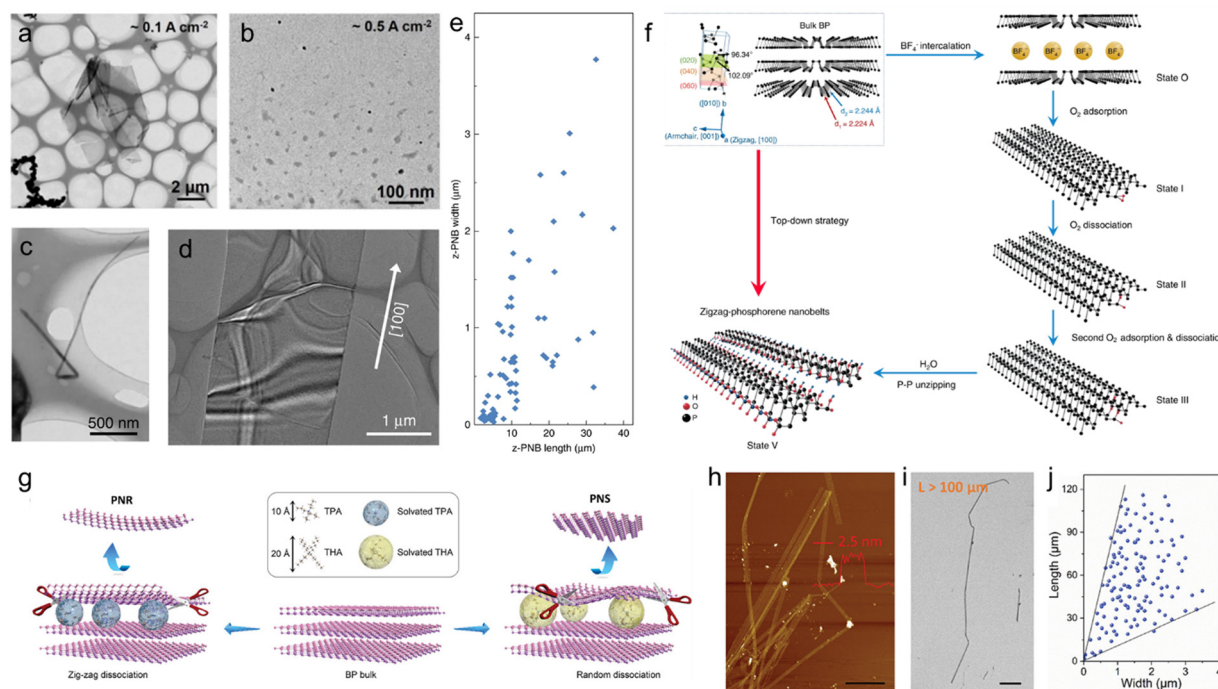 a
~ 0.1 A cm-2
2 μm
b
~ 0.5 A cm-2
100 nm
c
500 nm
d
[100]
1 μm
e
z-PNB width (μm)
4
3
2
1
0
0 10 20 30 40
z-PNB length (μm)
f
Bulk BP
96.34°
102.09°
(020)
(040)
(060)
([010]) b
c
(Armchair, [001])
a (Zigzag, [100])
d2 = 2.244 Å
d1 = 2.224 Å
BF4- intercalation
BF4 BF4 BF4 BF4
State O
O2 adsorption
State I
O2 dissociation
State II
Second O2 adsorption & dissociatio
State III
H2O
P-P unzipping
Top-down strategy
Zigzag-phosphorene nanobelts
H
O
P
State V
g
PNR
Zig-zag dissociation
10 Å
TPA
Solvated TPA
20 Å
THA
Solvated THA
BP bulk
PNS
Random dissociation
h
2.5 nm
i
L > 100 μm
j
Length (μm)
120
90
60
30
0
0 1 2 3
Width (μm)